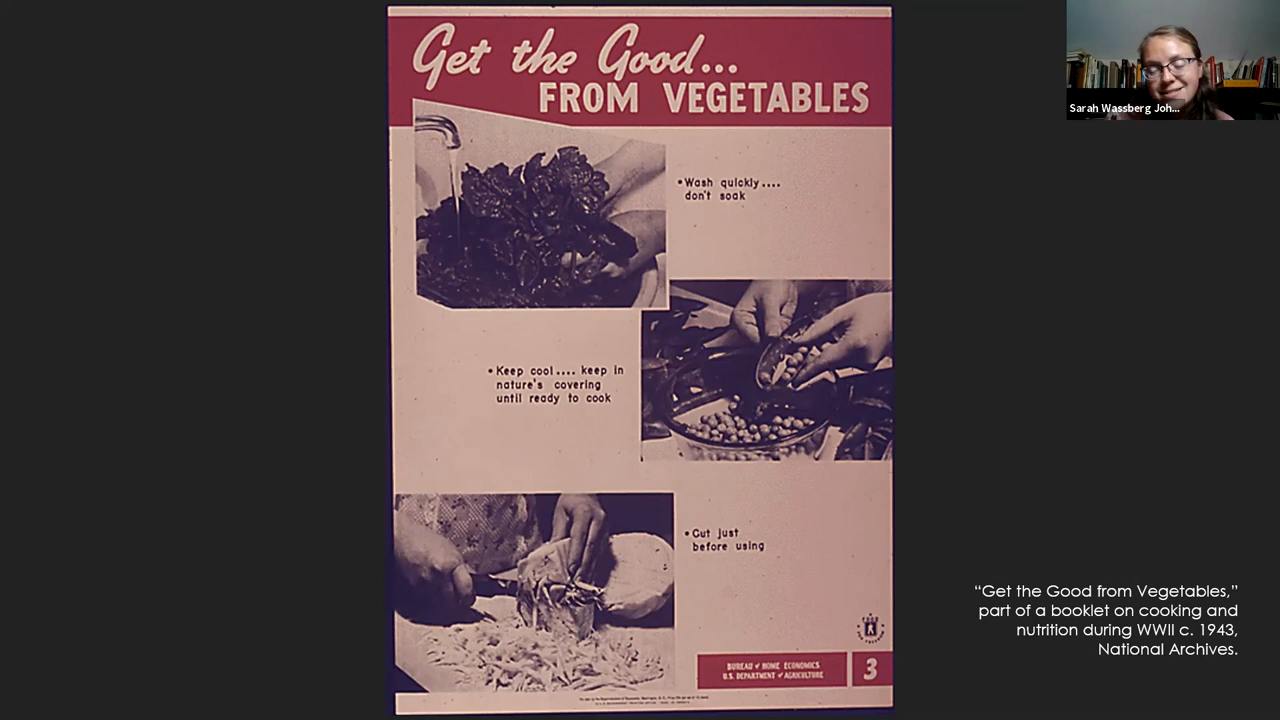 Get the Good...
FROM VEGETABLES
Sarah Wassberg Joh...
•Wash quickly....
don't soak
•Keep cool.... keep in
nature's covering
until ready to cook
•Cut just
before using
"Get the Good from Vegetables,"
part of a booklet on cooking and
nutrition during WWII c. 1943,
National Archives.
BUREAU of HOME ECONOMICS
U.S. DEPARTMENT of AGRICULTURE
3